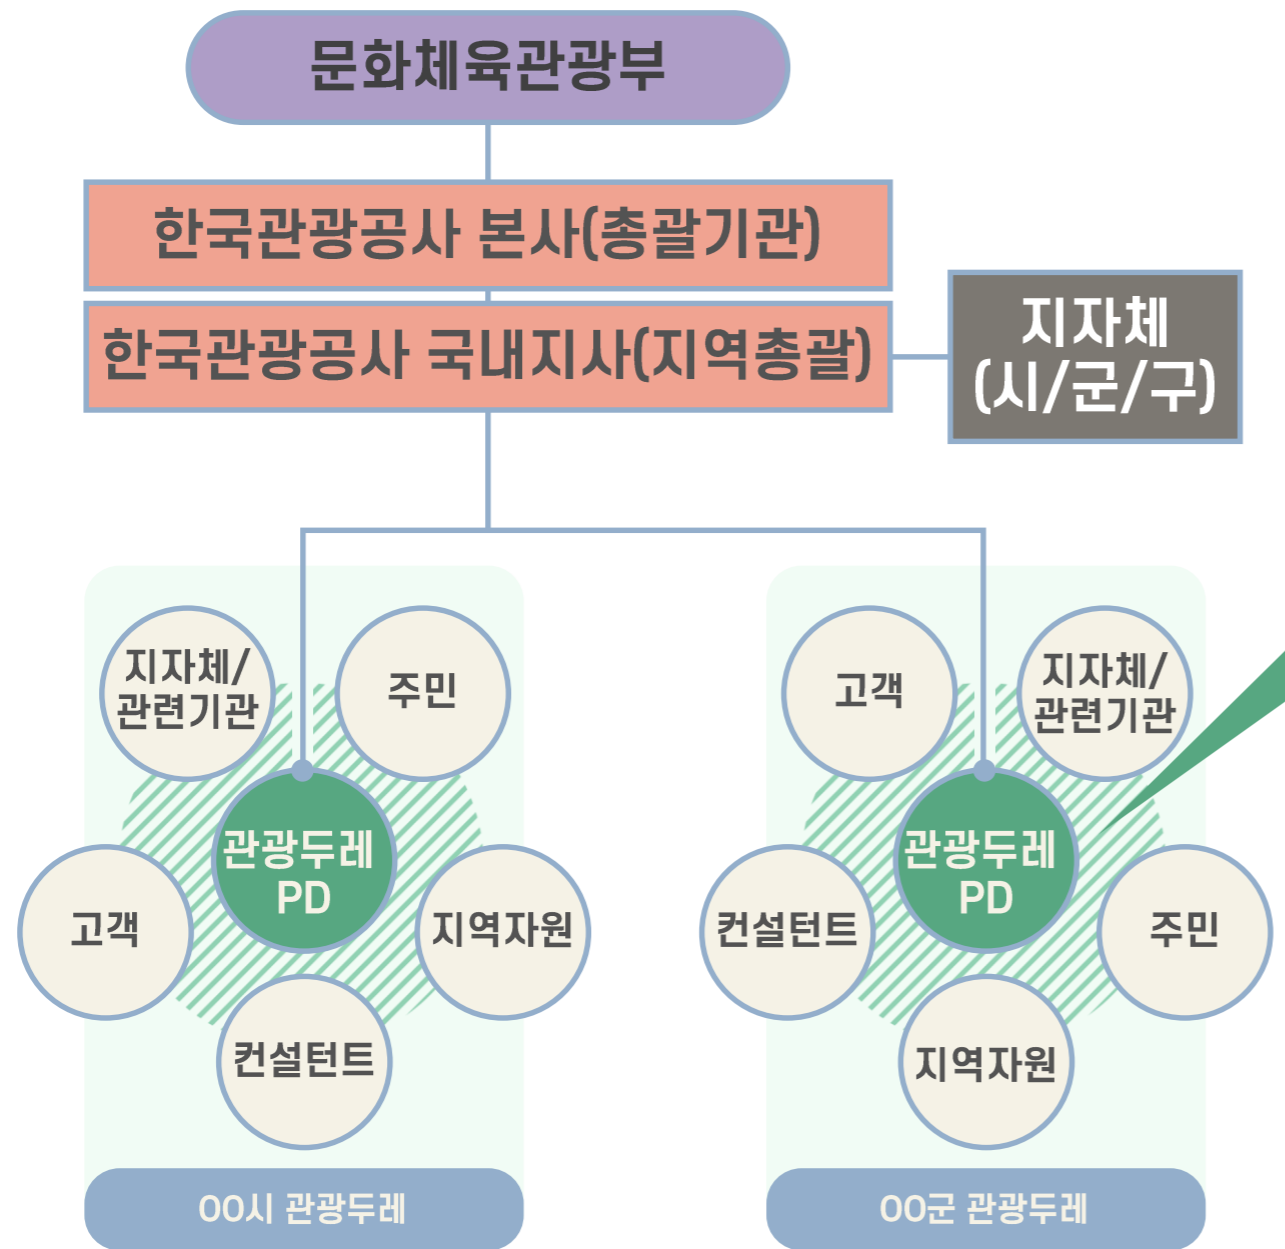 문화체육관광부
한국관광공사 본사(총괄기관)
한국관광공사 국내지사(지역총괄)
지자체
(시/군/구)
지자체/
관련기관
주민
관광두레
PD
고객
지역자원
컨설턴트
OO시 관광두레
고객
지자체/
관련기관
관광두레
PD
컨설턴트
주민
지역자원
OO군 관광두레